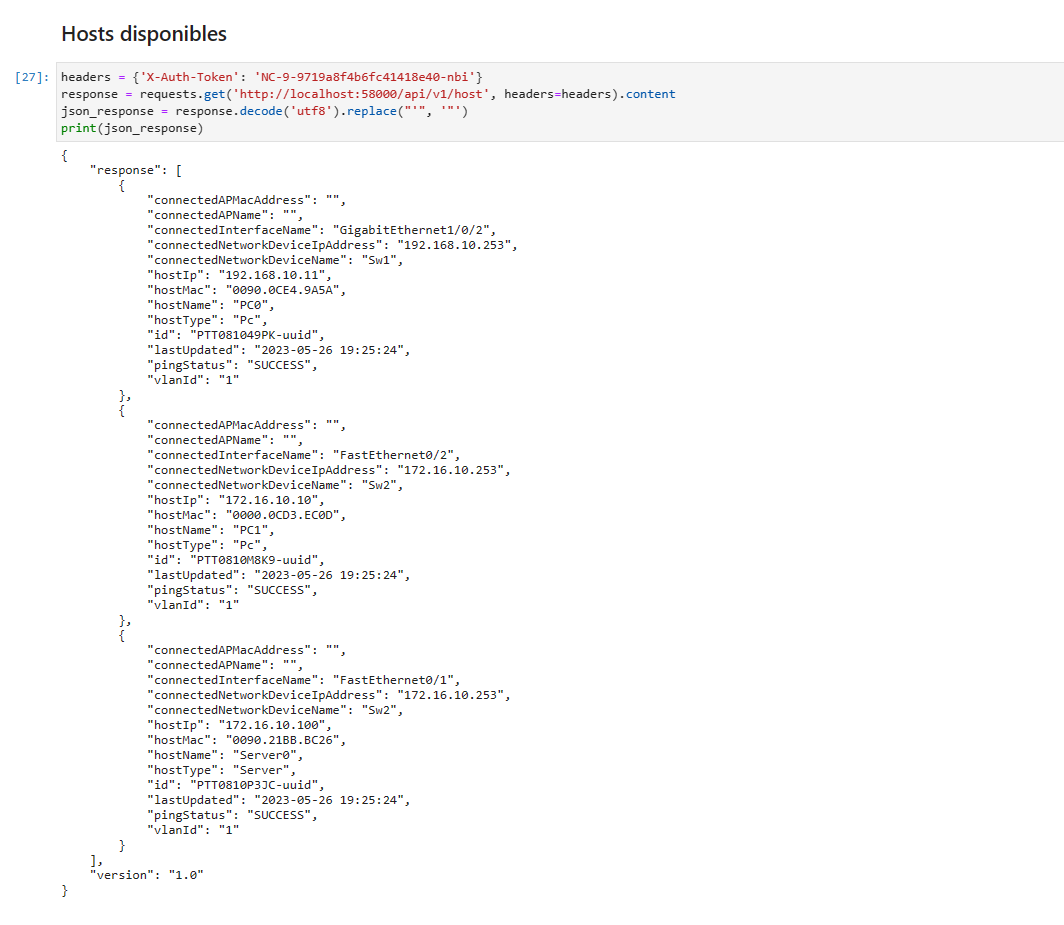 Hosts disponibles
[27]: headers = {'X-Auth-Token': 'NC-9-9719a8f4b6fc41418e40-nbi'}
response = requests.get('http://localhost:58000/api/v1/host', headers=headers).content
json_response = response.decode('utf8').replace("'", '"')
print(json_response)
{
    "response": [
        {
            "connectedAPMacAddress": "",
            "connectedAPName": "",
            "connectedInterfaceName": "GigabitEthernet1/0/2",
            "connectedNetworkDeviceIpAddress": "192.168.10.253",
            "connectedNetworkDeviceName": "Sw1",
            "hostIp": "192.168.10.11",
            "hostMac": "0090.0CE4.9A5A",
            "hostName": "PC0",
            "hostType": "Pc",
            "id": "PTT081049PK-uuid",
            "lastUpdated": "2023-05-26 19:25:24",
            "pingStatus": "SUCCESS",
            "vlanId": "1"
        },
        {
            "connectedAPMacAddress": "",
            "connectedAPName": "",
            "connectedInterfaceName": "FastEthernet0/2",
            "connectedNetworkDeviceIpAddress": "172.16.10.253",
            "connectedNetworkDeviceName": "Sw2",
            "hostIp": "172.16.10.10",
            "hostMac": "0000.0CD3.EC0D",
            "hostName": "PC1",
            "hostType": "Pc",
            "id": "PTT0810M8K9-uuid",
            "lastUpdated": "2023-05-26 19:25:24",
            "pingStatus": "SUCCESS",
            "vlanId": "1"
        },
        {
            "connectedAPMacAddress": "",
            "connectedAPName": "",
            "connectedInterfaceName": "FastEthernet0/1",
            "connectedNetworkDeviceIpAddress": "172.16.10.253",
            "connectedNetworkDeviceName": "Sw2",
            "hostIp": "172.16.10.100",
            "hostMac": "0090.21BB.BC26",
            "hostName": "Server0",
            "hostType": "Server",
            "id": "PTT0810P3JC-uuid",
            "lastUpdated": "2023-05-26 19:25:24",
            "pingStatus": "SUCCESS",
            "vlanId": "1"
        }
    ],
    "version": "1.0"
}